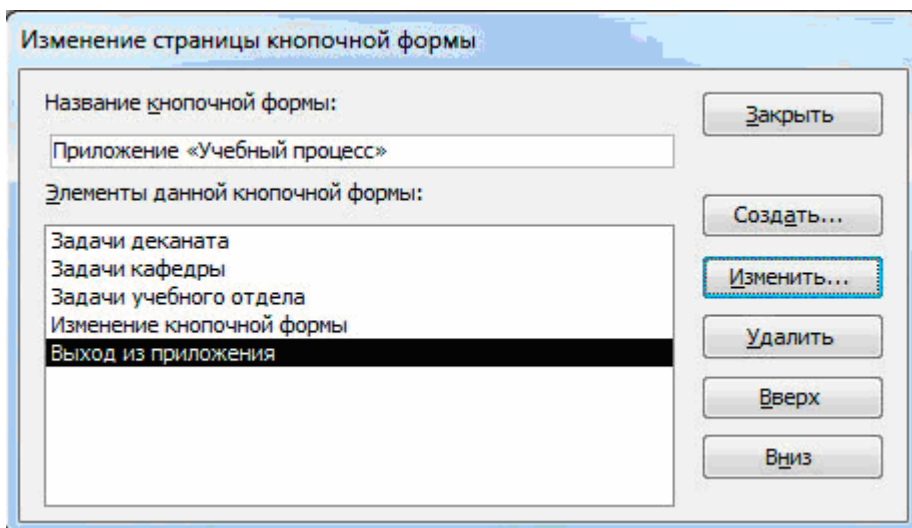 Изменение страницы кнопочной формы
Название кнопочной формы:
Закрыть
Приложение «Учебный процесс»
Элементы данной кнопочной формы:
Создать...
Задачи деканата
Задачи кафедры
Изменить...
Задачи учебного отдела
Изменение кнопочной формы
Удалить
Выход из приложения
Вверх
Вниз